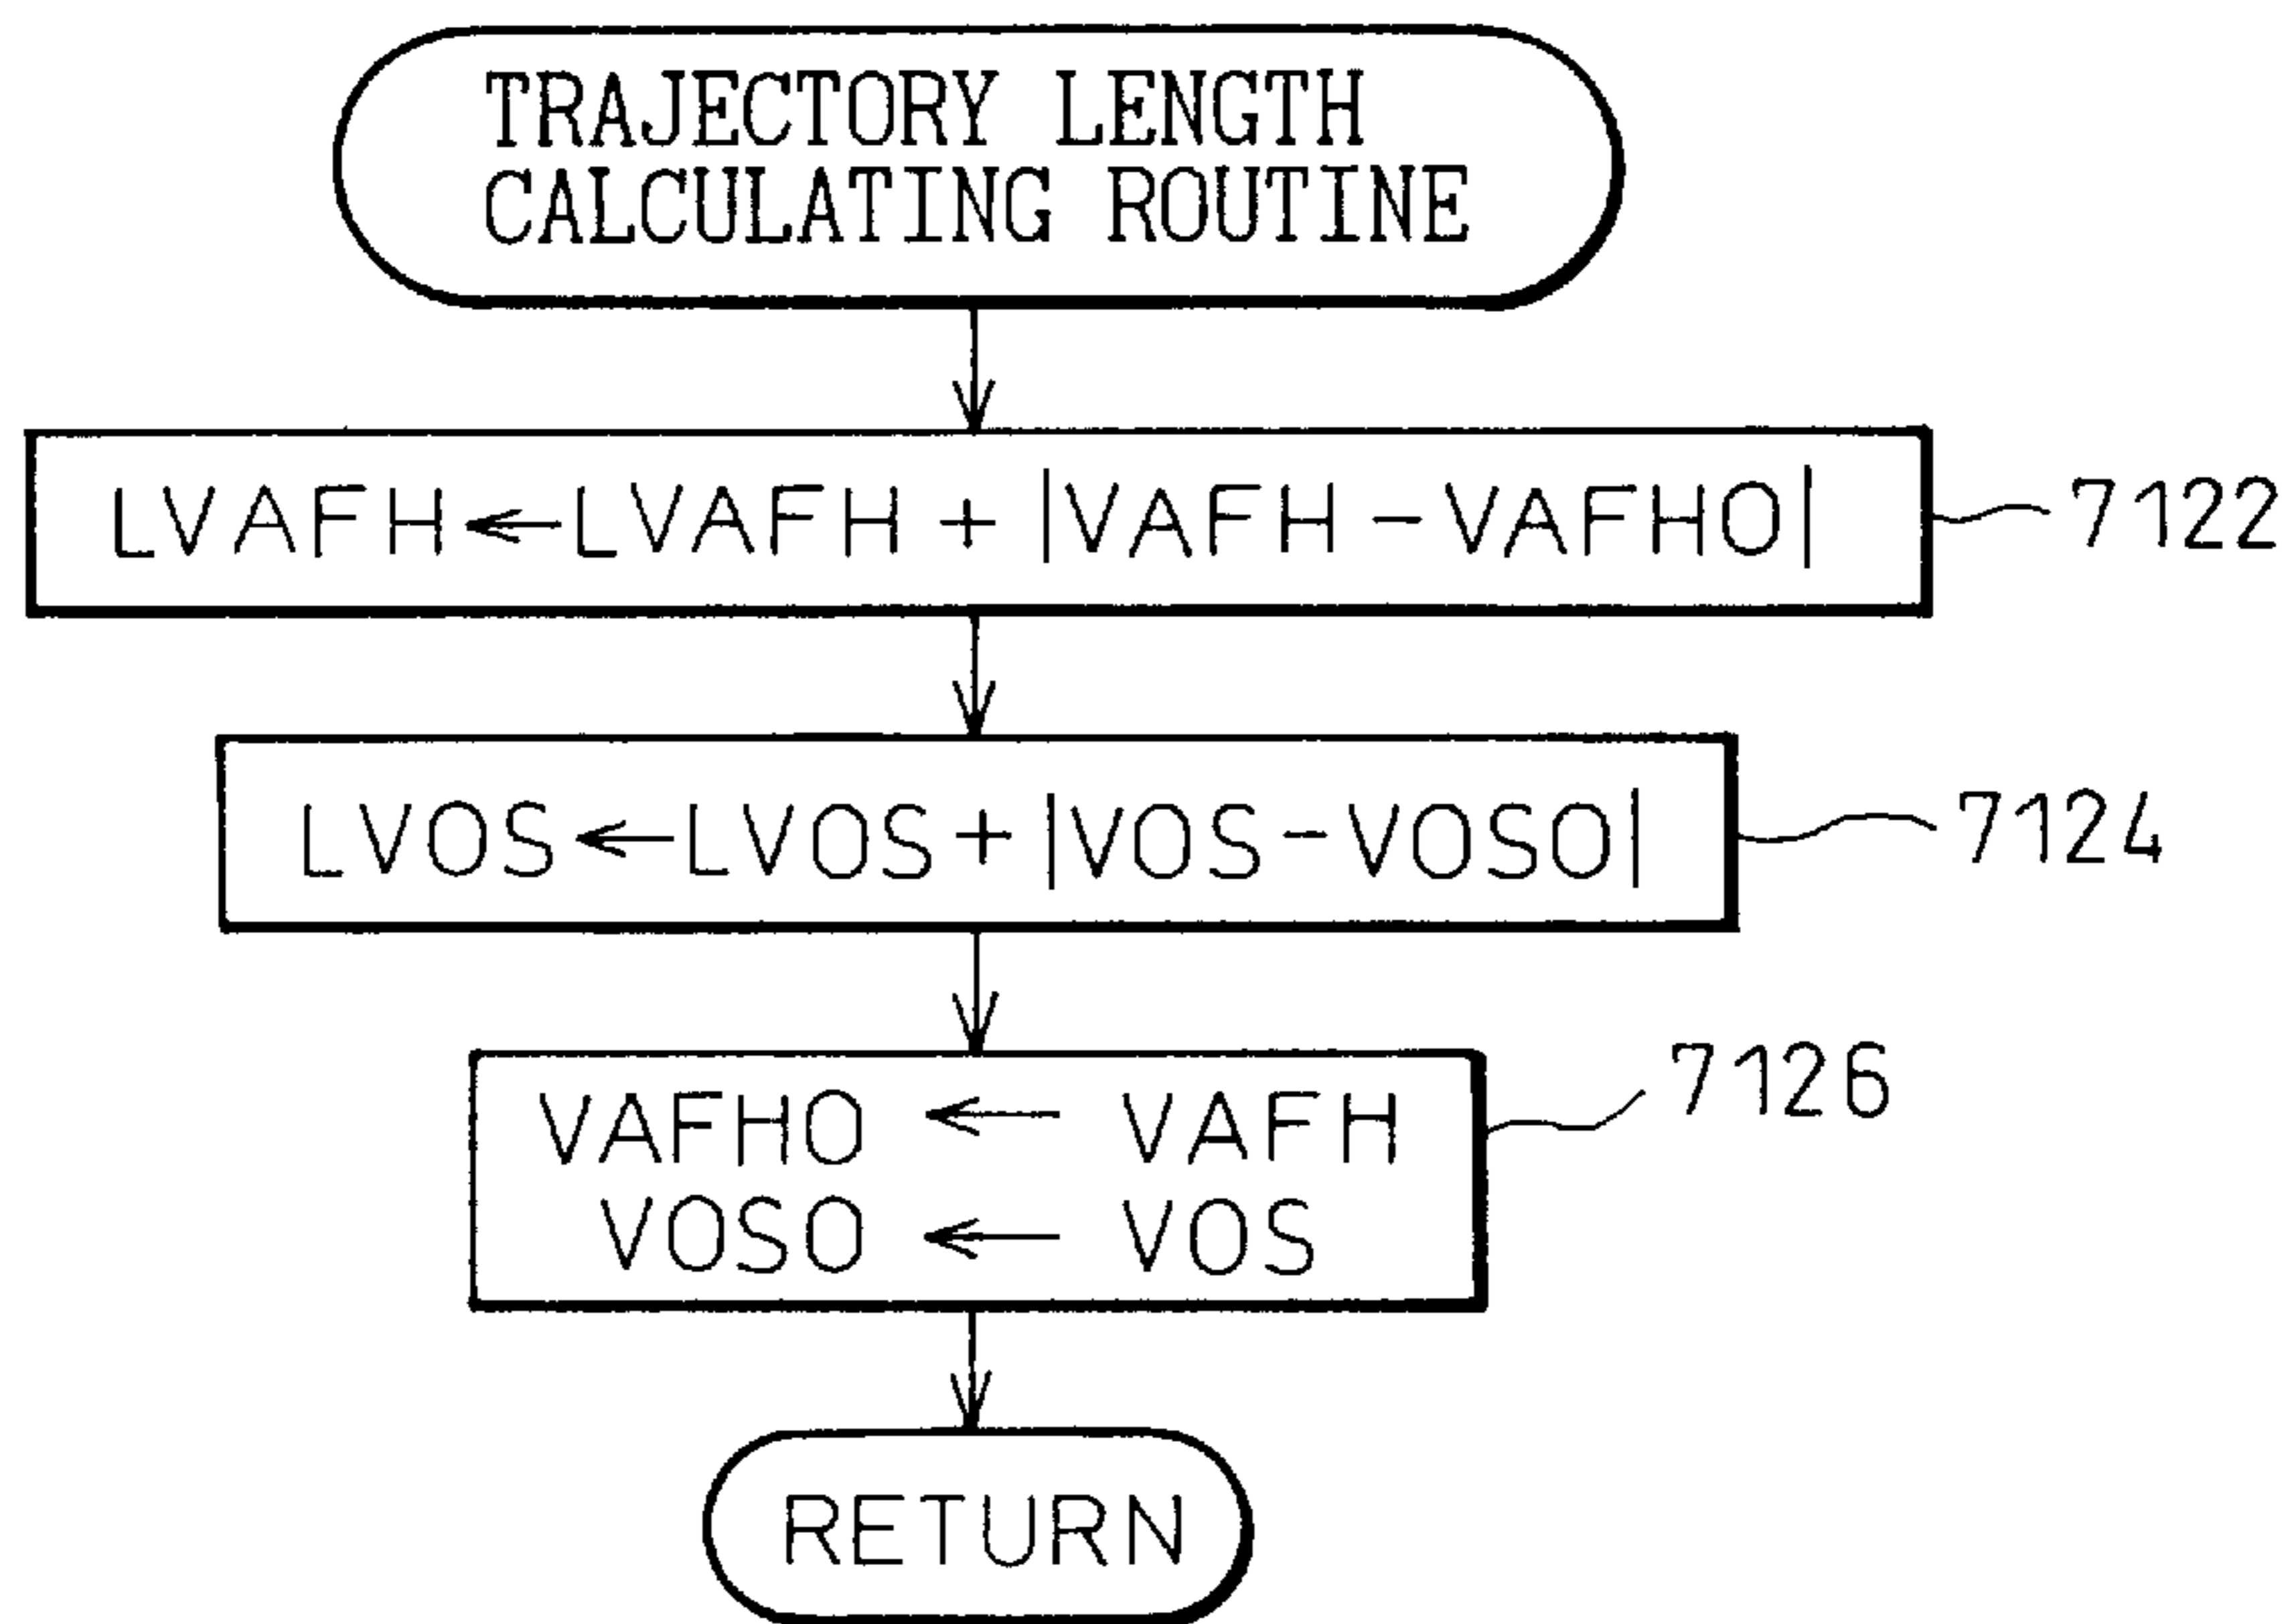 TRAJECTORY LENGTH
CALCULATING ROUTINE
LVAFH ← LVAFH + |VAFH - VAFHO|
7122
LVOS ← LVOS + |VOS - VOSO|
7124
7126
VAFHO ← VAFH
VOSO ← VOS
RETURN